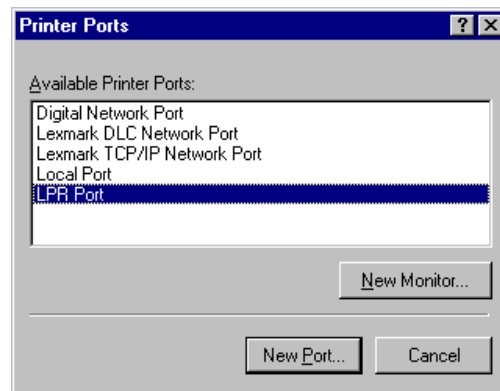 Printer Ports
Available Printer Ports:
Digital Network Port
Lexmark DLC Network Port
Lexmark TCP/IP Network Port
Local Port
LPR Port
New Monitor...
New Port... Cancel